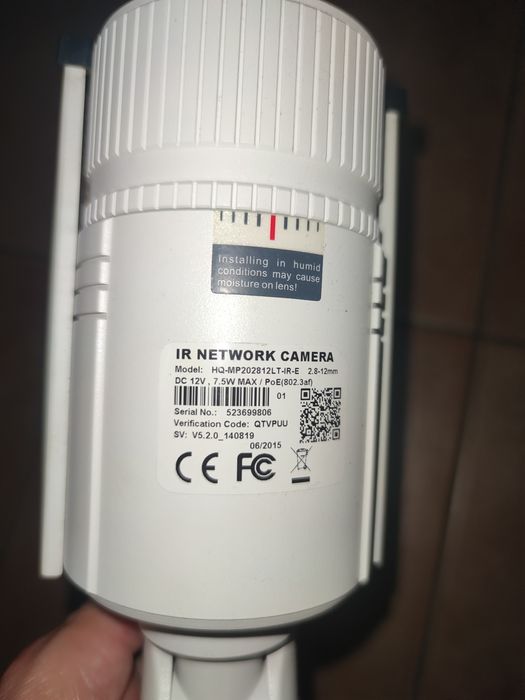 Installing in humid
conditions may cause
moisture on lens!
IR NETWORK CAMERA
Model: HQ-MP202812LT-IR-E 2.8-12mm
DC 12V , 7.5W MAX / PoE(802.3af)
01
Serial No.: 523699806
Verification Code: QTVPUU
SV: V5.2.0_140819
06/2015
CE FC